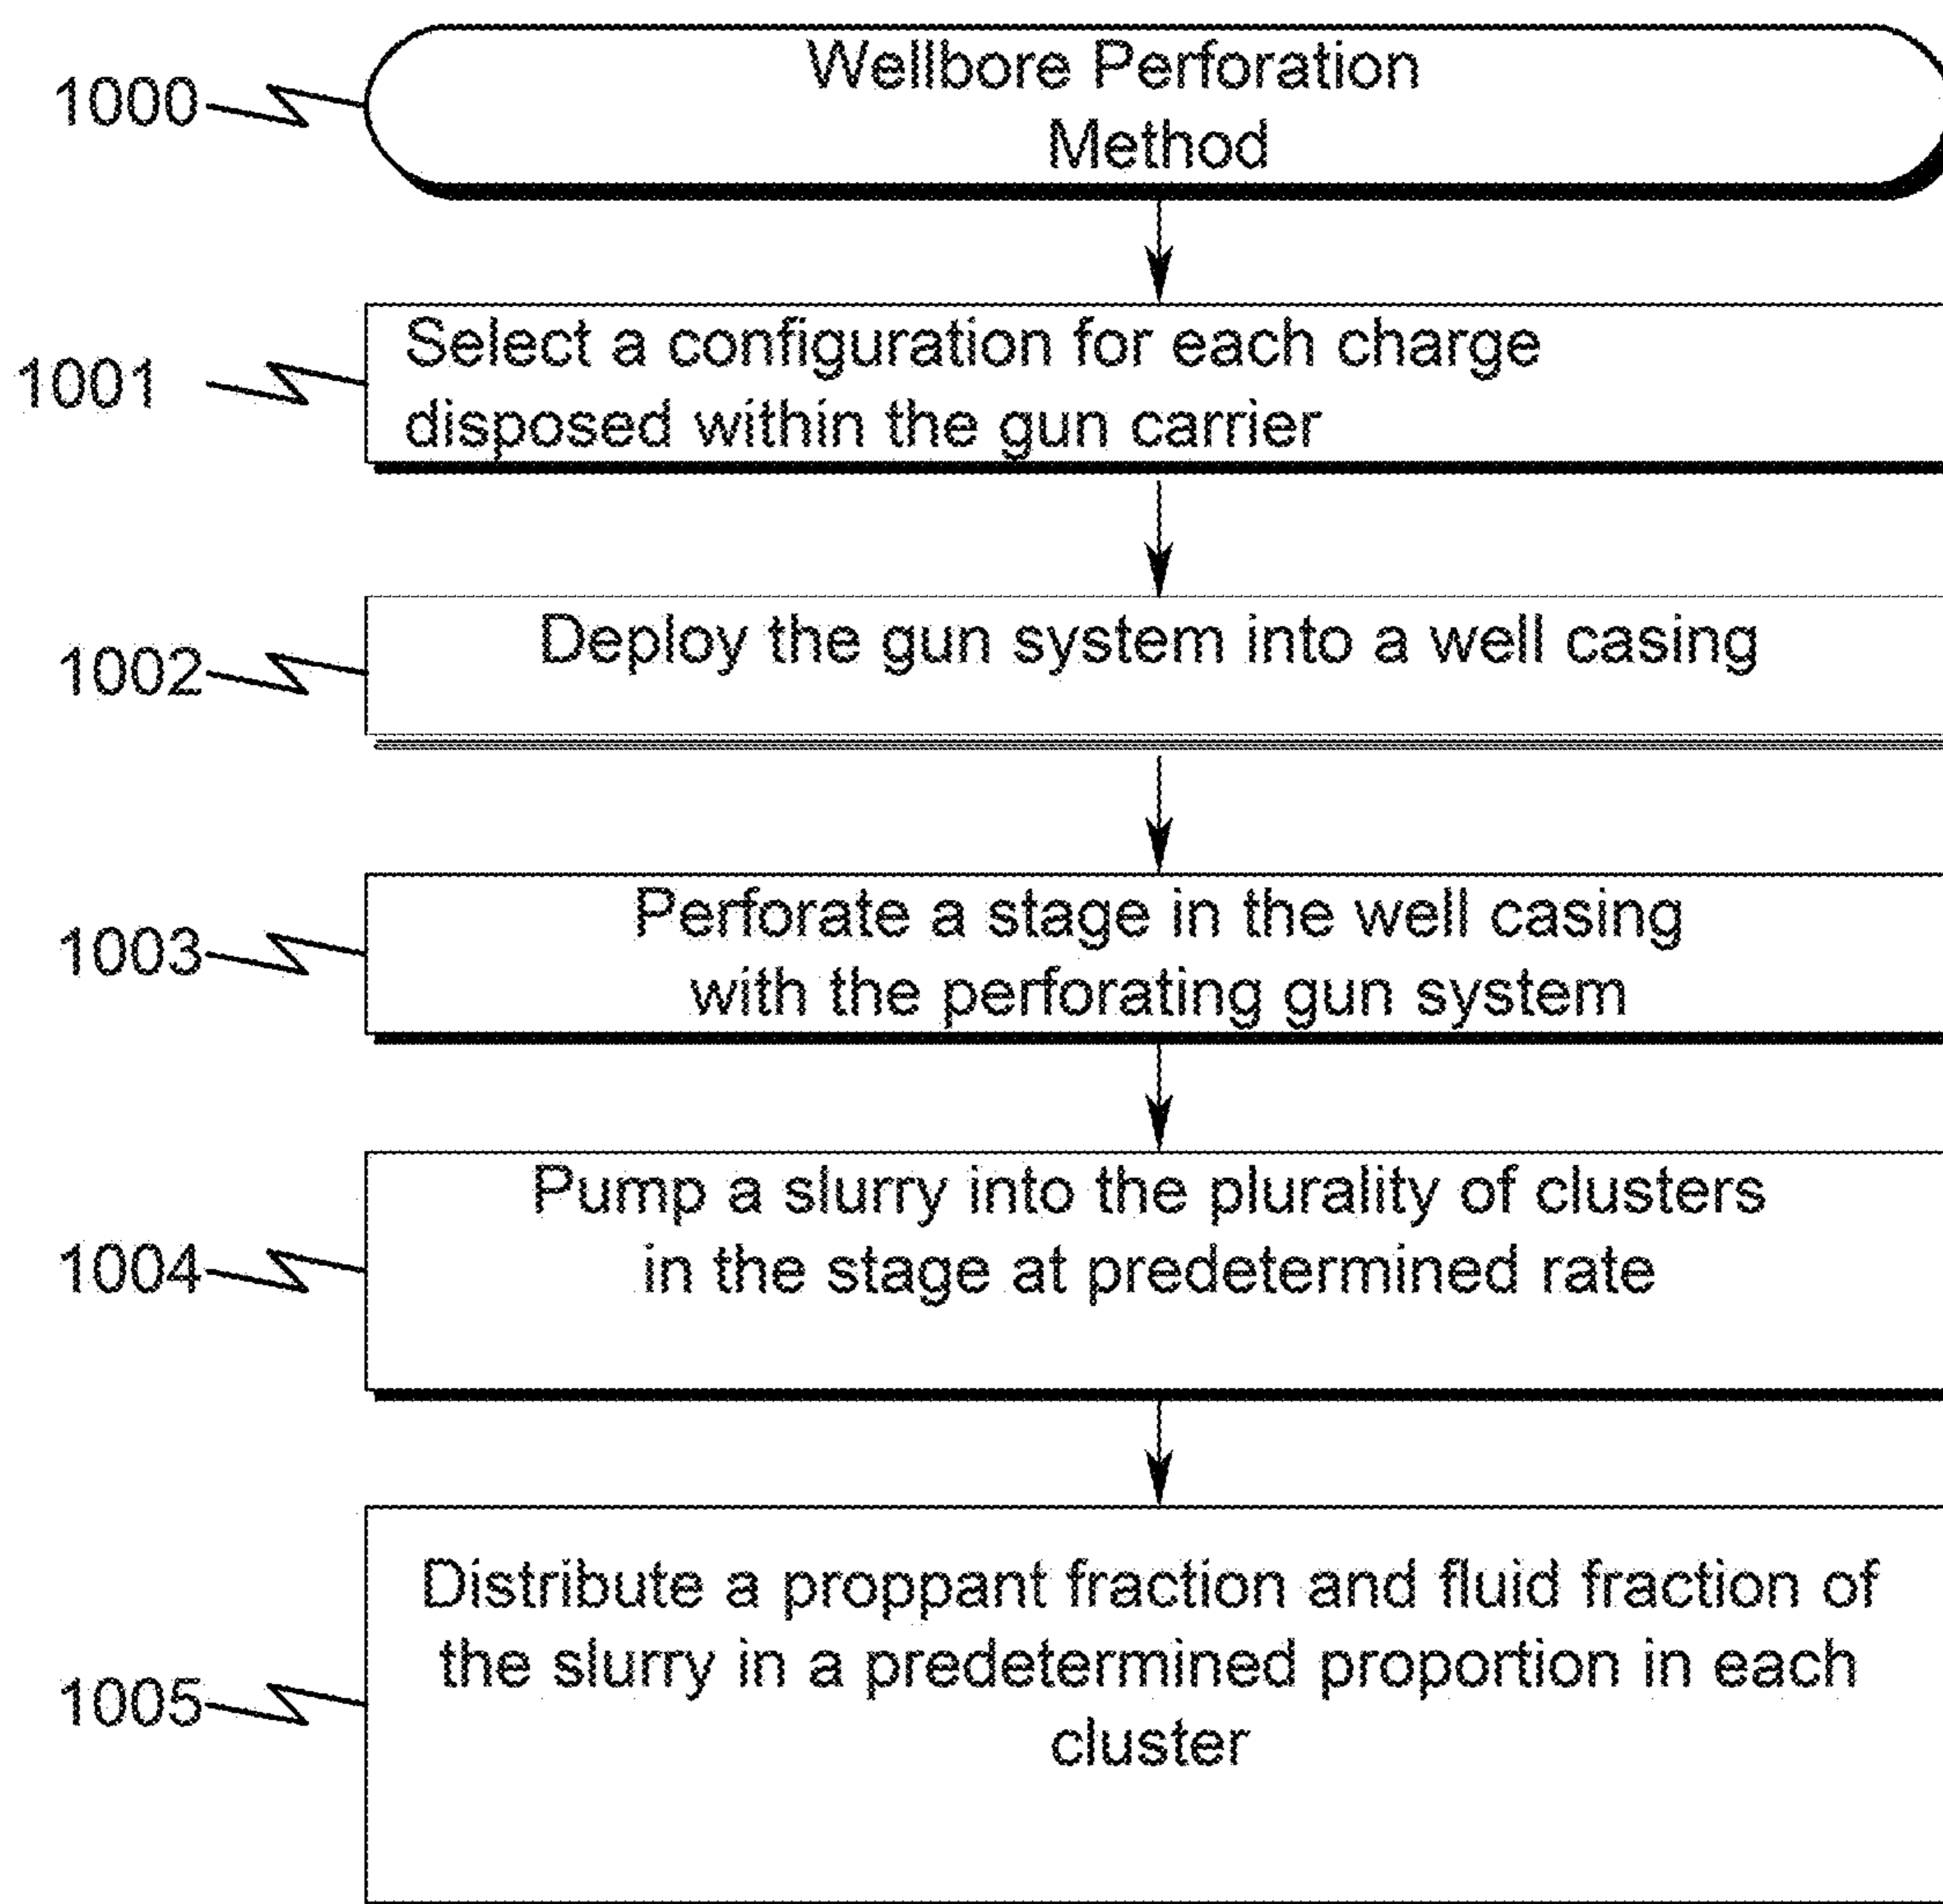 Wellbore Perforation
Method
1000
Select a configuration for each charge
disposed within the gun carrier
1001
Deploy the gun system into a well casing
1002
Perforate a stage in the well casing
with the perforating gun system
1003
Pump a slurry into the plurality of clusters
in the stage at predetermined rate
1004
Distribute a proppant fraction and fluid fraction of
the slurry in a predetermined proportion in each
cluster
1005